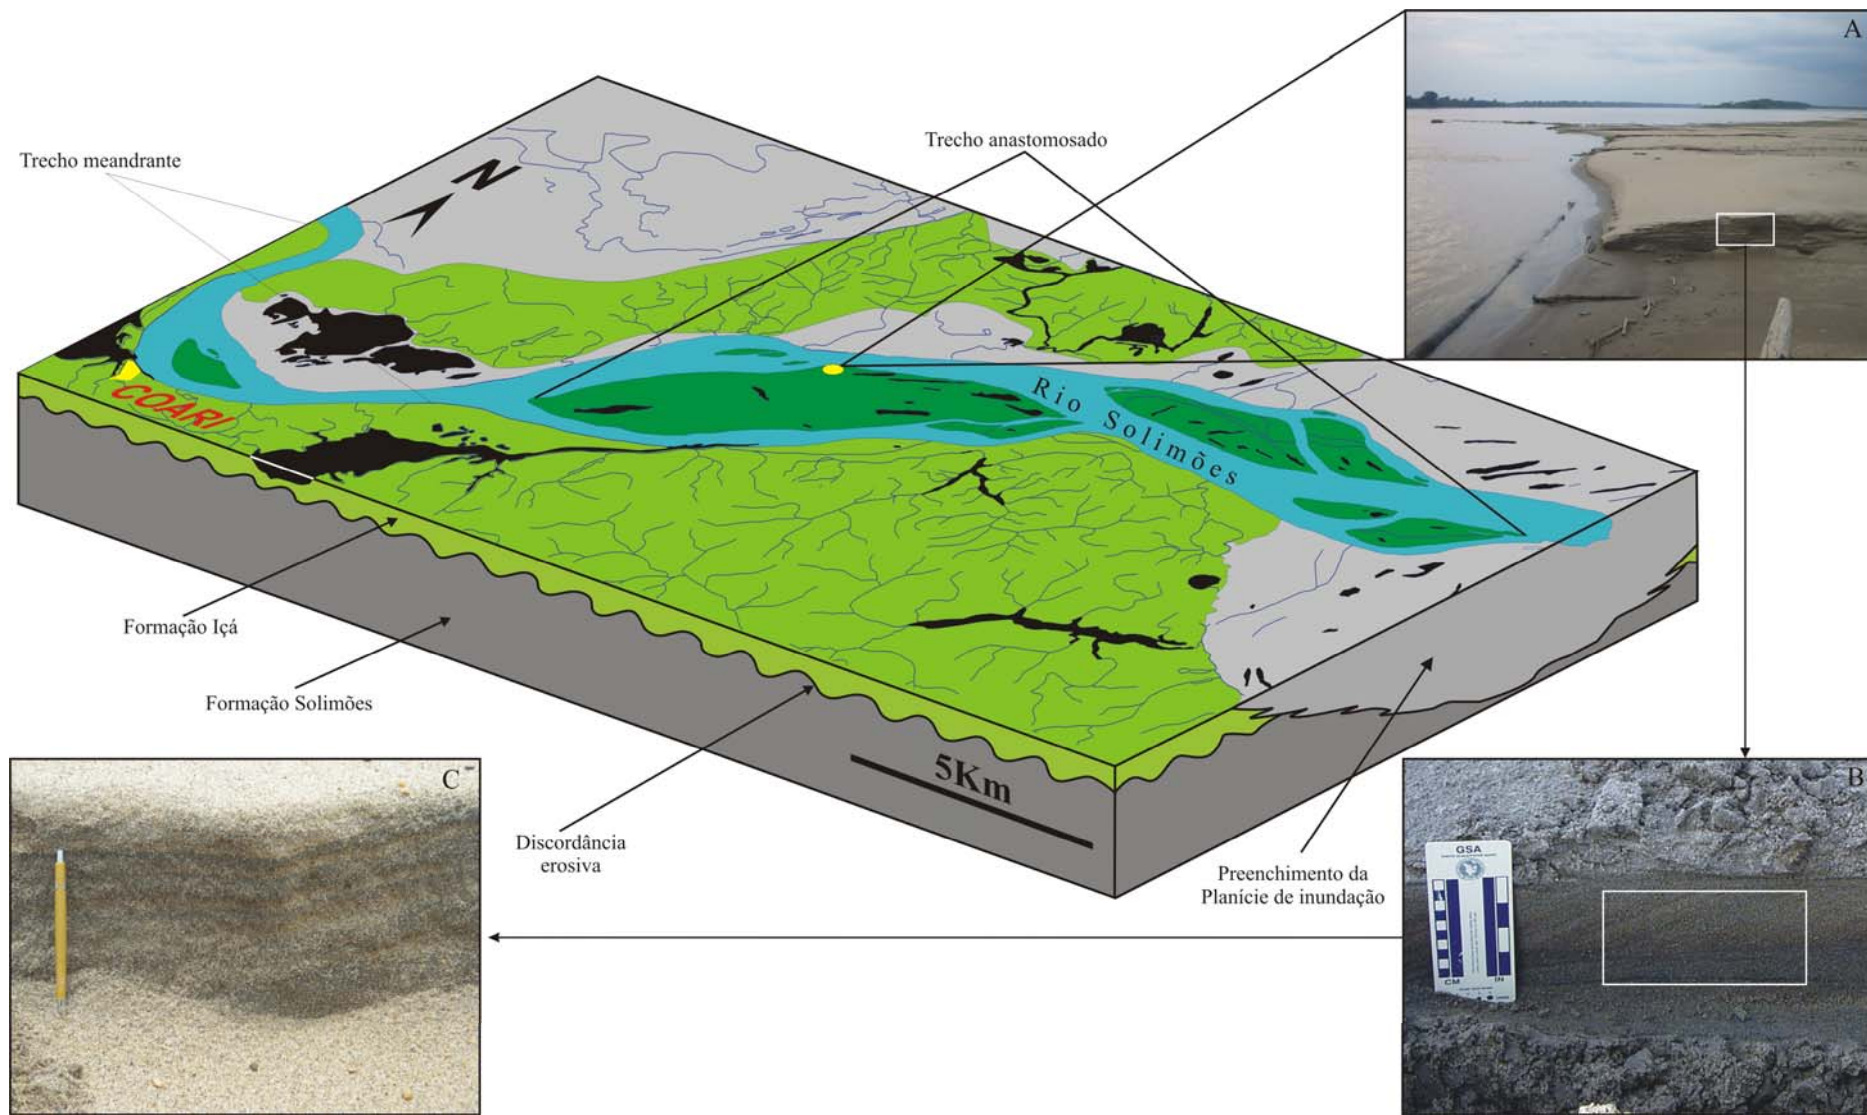 A
Trecho anastomosado
Trecho meandrante
N
COARI
Rio Solimões
Formação Içá
Formação Solimões
5Km
Discordância
erosiva
Preenchimento da
Planície de inundação
C
B
GSA
CM
IN